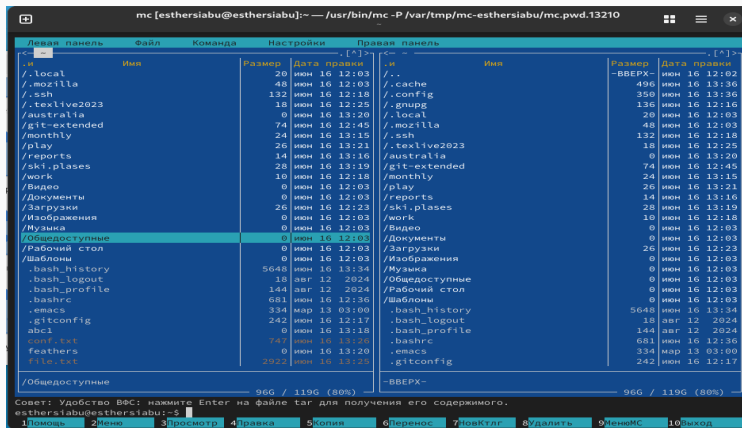 mc [esthersiabu@esthersiabu]:~ — /usr/bin/mc -P /var/tmp/mc-esthersiabu/mc.pwd.13210
Левая панель Файл Команда Настройки Правая панель
<— ~ .[^]>
.и Имя Размер Дата правки
/.local 20 июн 16 12:03
/.mozilla 48 июн 16 12:03
/.ssh 132 июн 16 12:18
/.texlive2023 18 июн 16 12:25
/australia 0 июн 16 13:20
/git-extended 74 июн 16 12:45
/monthly 24 июн 16 13:15
/play 26 июн 16 13:21
/reports 14 июн 16 13:16
/ski.plases 28 июн 16 13:19
/work 10 июн 16 12:18
/Видео 0 июн 16 12:03
/Документы 0 июн 16 12:03
/Загрузки 26 июн 16 12:23
/Изображения 0 июн 16 12:03
/Музыка 0 июн 16 12:03
/Общедоступные 0 июн 16 12:03
/Рабочий стол 0 июн 16 12:03
/Шаблоны 0 июн 16 12:03
.bash_history 5648 июн 16 13:34
.bash_logout 18 авг 12 2024
.bash_profile 144 авг 12 2024
.bashrc 681 июн 16 12:36
.emacs 334 мар 13 03:00
.gitconfig 242 июн 16 12:17
abc1 0 июн 16 13:18
conf.txt 747 июн 16 13:26
feathers 0 июн 16 13:20
file.txt 2922 июн 16 13:25
/Общедоступные
96G / 119G (80%)
<— ~ .[^]>
.и Имя Размер Дата правки
/.. -ВВЕРХ- июн 16 12:02
/.cache 496 июн 16 13:36
/.config 350 июн 16 13:36
/.gnupg 136 июн 16 12:16
/.local 20 июн 16 12:03
/.mozilla 48 июн 16 12:03
/.ssh 132 июн 16 12:18
/.texlive2023 18 июн 16 12:25
/australia 0 июн 16 13:20
/git-extended 74 июн 16 12:45
/monthly 24 июн 16 13:15
/play 26 июн 16 13:21
/reports 14 июн 16 13:16
/ski.plases 28 июн 16 13:19
/work 10 июн 16 12:18
/Видео 0 июн 16 12:03
/Документы 0 июн 16 12:03
/Загрузки 26 июн 16 12:23
/Изображения 0 июн 16 12:03
/Музыка 0 июн 16 12:03
/Общедоступные 0 июн 16 12:03
/Рабочий стол 0 июн 16 12:03
/Шаблоны 0 июн 16 12:03
.bash_history 5648 июн 16 13:34
.bash_logout 18 авг 12 2024
.bash_profile 144 авг 12 2024
.bashrc 681 июн 16 12:36
.emacs 334 мар 13 03:00
.gitconfig 242 июн 16 12:17
-ВВЕРХ-
96G / 119G (80%)
Совет: Удобство ВФС: нажмите Enter на файле tar для получения его содержимого.
esthersiabu@esthersiabu:~$
1Помощь 2Меню 3Просмотр 4Правка 5Копия 6Перенос 7НовКтлг 8Удалить 9МенюMC 10Выход